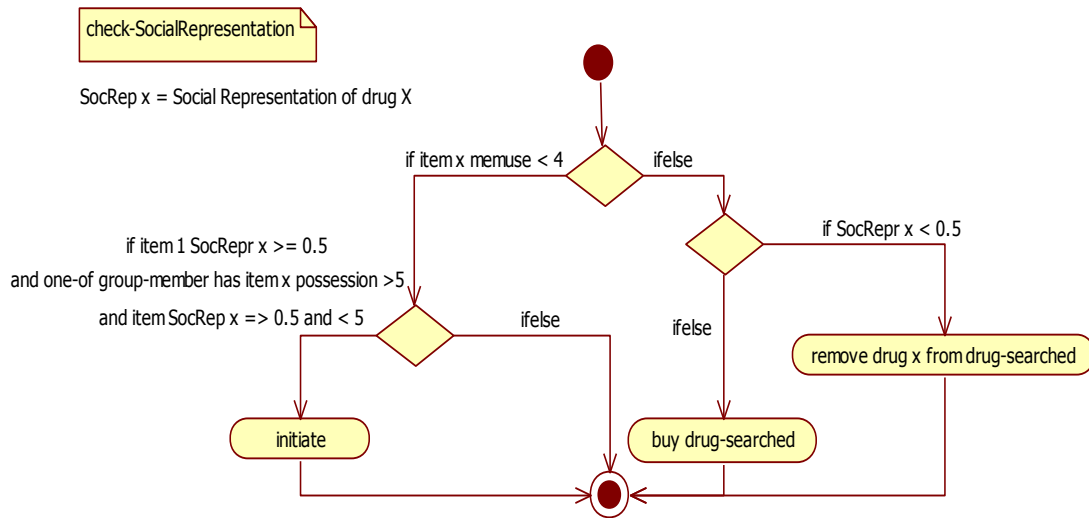 check-SocialRepresentation
SocRep x = Social Representation of drug X
if item x memuse < 4
ifelse
if SocRepr x < 0.5
if item 1 SocRepr x >= 0.5
and one-of group-member has item x possession >5
and item SocRep x => 0.5 and < 5
ifelse
ifelse
remove drug x from drug-searched
initiate
buy drug-searched